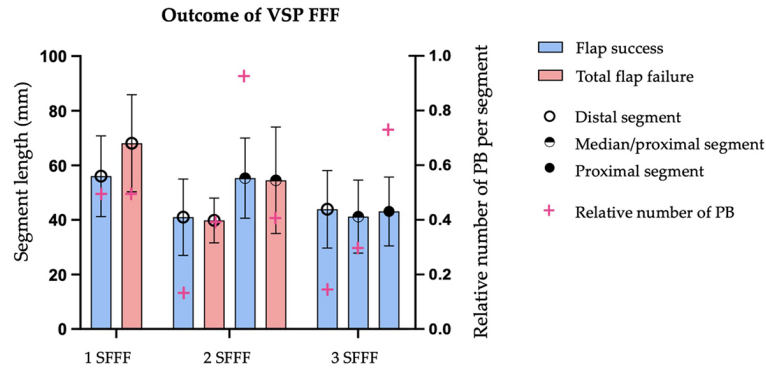 Outcome of VSP FFF
Segment length (mm)
100
80
60
40
20
0
1 SFFF
2 SFFF
3 SFFF
1.0
0.8
0.6
0.4
0.2
0.0
Relative number of PB per segment
Flap success
Total flap failure
Distal segment
Median/proximal segment
Proximal segment
Relative number of PB